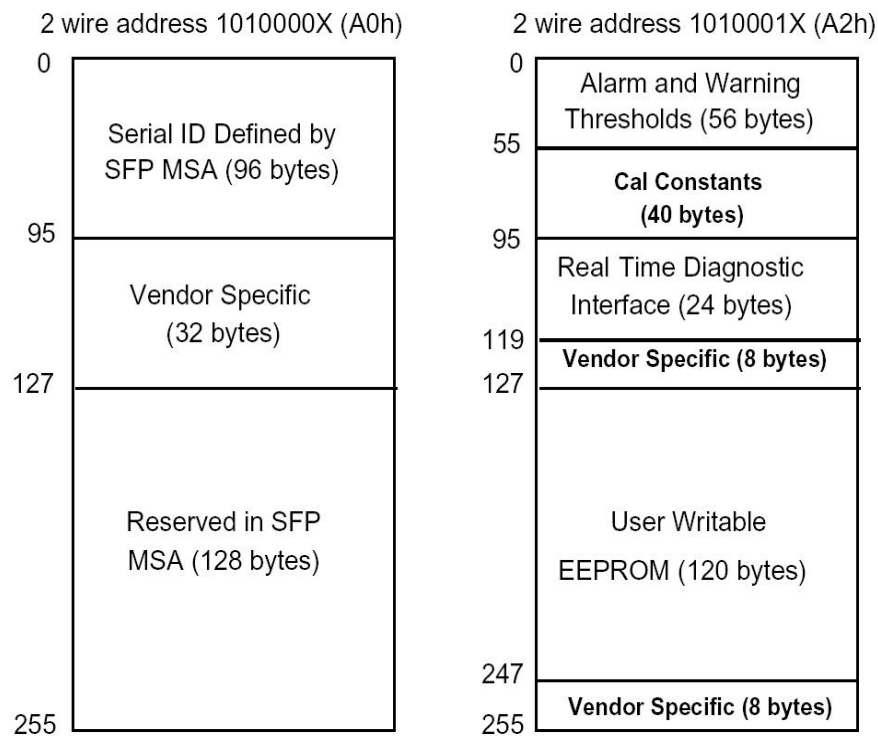 2 wire address 1010000X (A0h)
0
Serial ID Defined by
SFP MSA (96 bytes)
95
Vendor Specific
(32 bytes)
127
Reserved in SFP
MSA (128 bytes)
255
2 wire address 1010001X (A2h)
0
Alarm and Warning
Thresholds (56 bytes)
55
Cal Constants
(40 bytes)
95
Real Time Diagnostic
Interface (24 bytes)
119
Vendor Specific (8 bytes)
127
User Writable
EEPROM (120 bytes)
247
Vendor Specific (8 bytes)
255